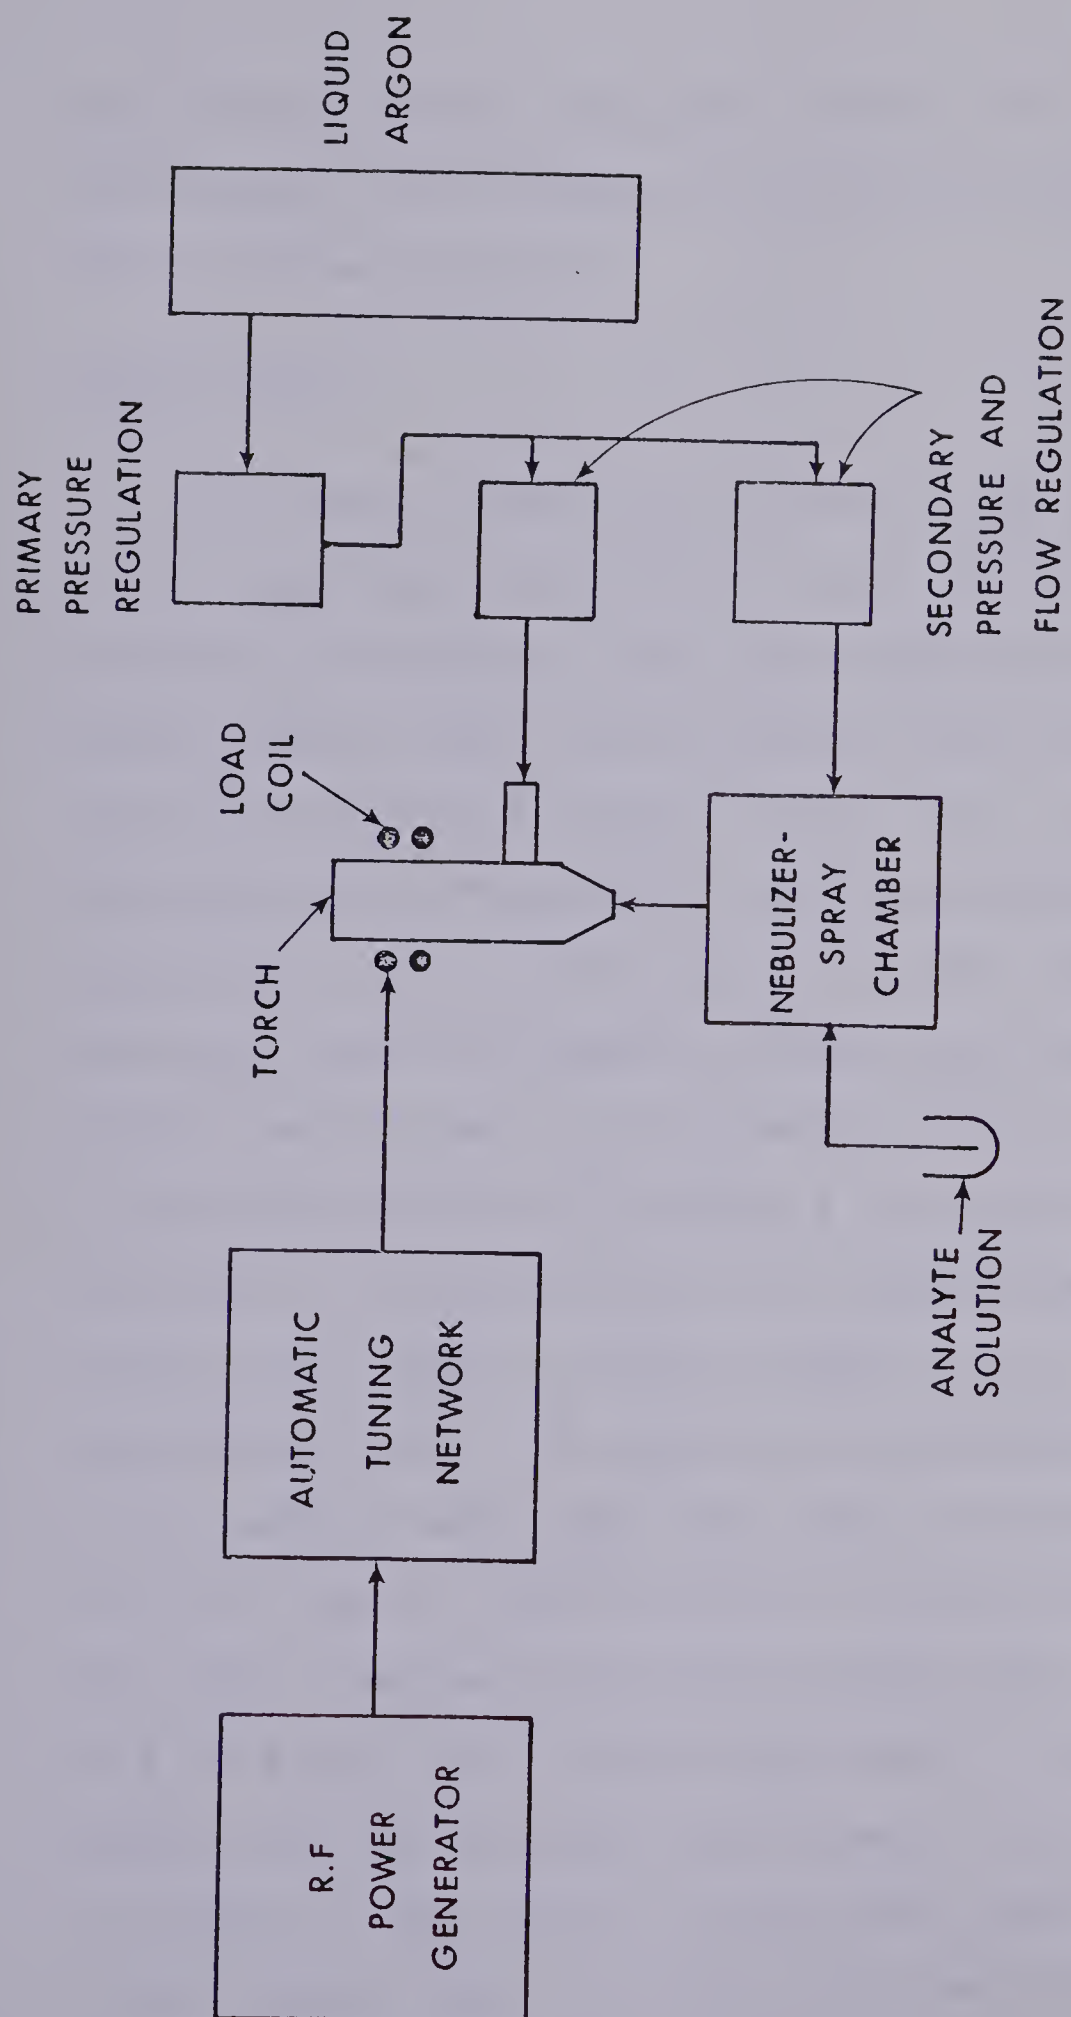 R.F
POWER
GENERATOR
AUTOMATIC
TUNING
NETWORK
TORCH
LOAD
COIL
PRIMARY
PRESSURE
REGULATION
LIQUID
ARGON
ANALYTE
SOLUTION
NEBULIZER-
SPRAY
CHAMBER
SECONDARY
PRESSURE AND
FLOW REGULATION